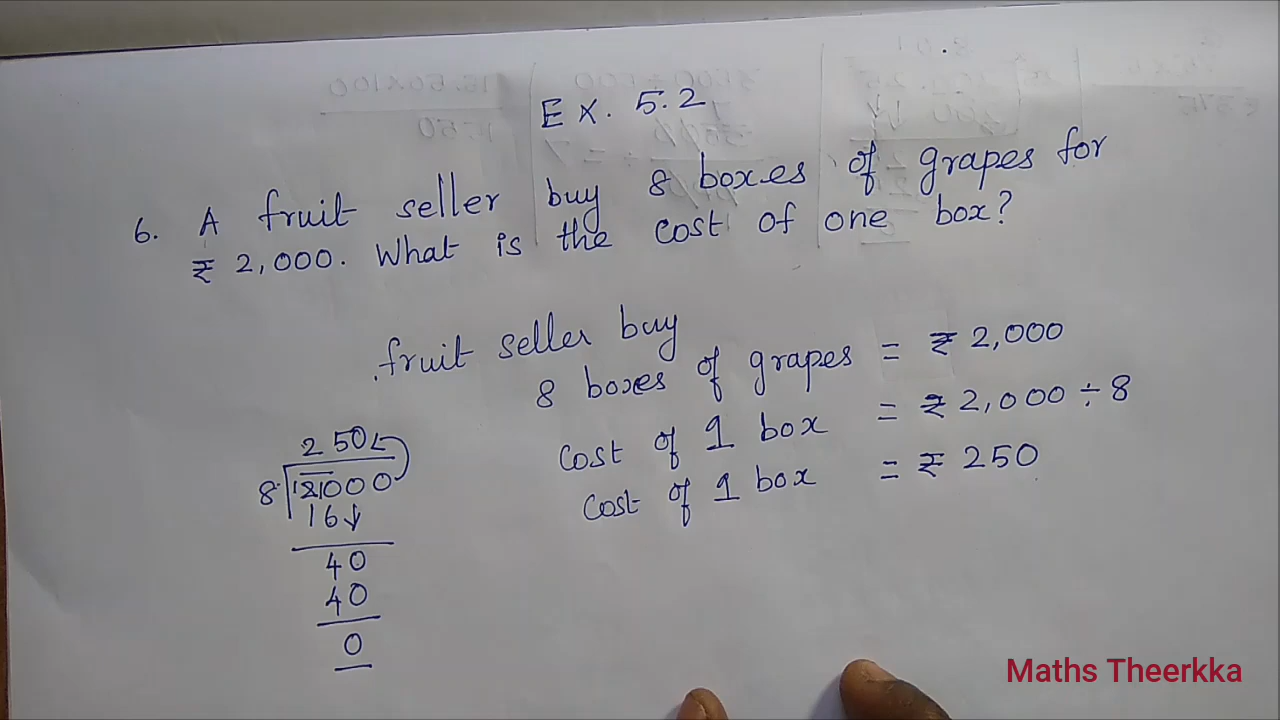 Ex. 5.2
6. A fruit seller buy 8 boxes of grapes for
₹ 2,000. What is the cost of one box?
fruit seller buy
8 boxes of grapes = ₹ 2,000
cost of 1 box = ₹ 2,000 ÷ 8
cost of 1 box = ₹ 250
250
8 2000
16
40
40
0
Maths Theerkka